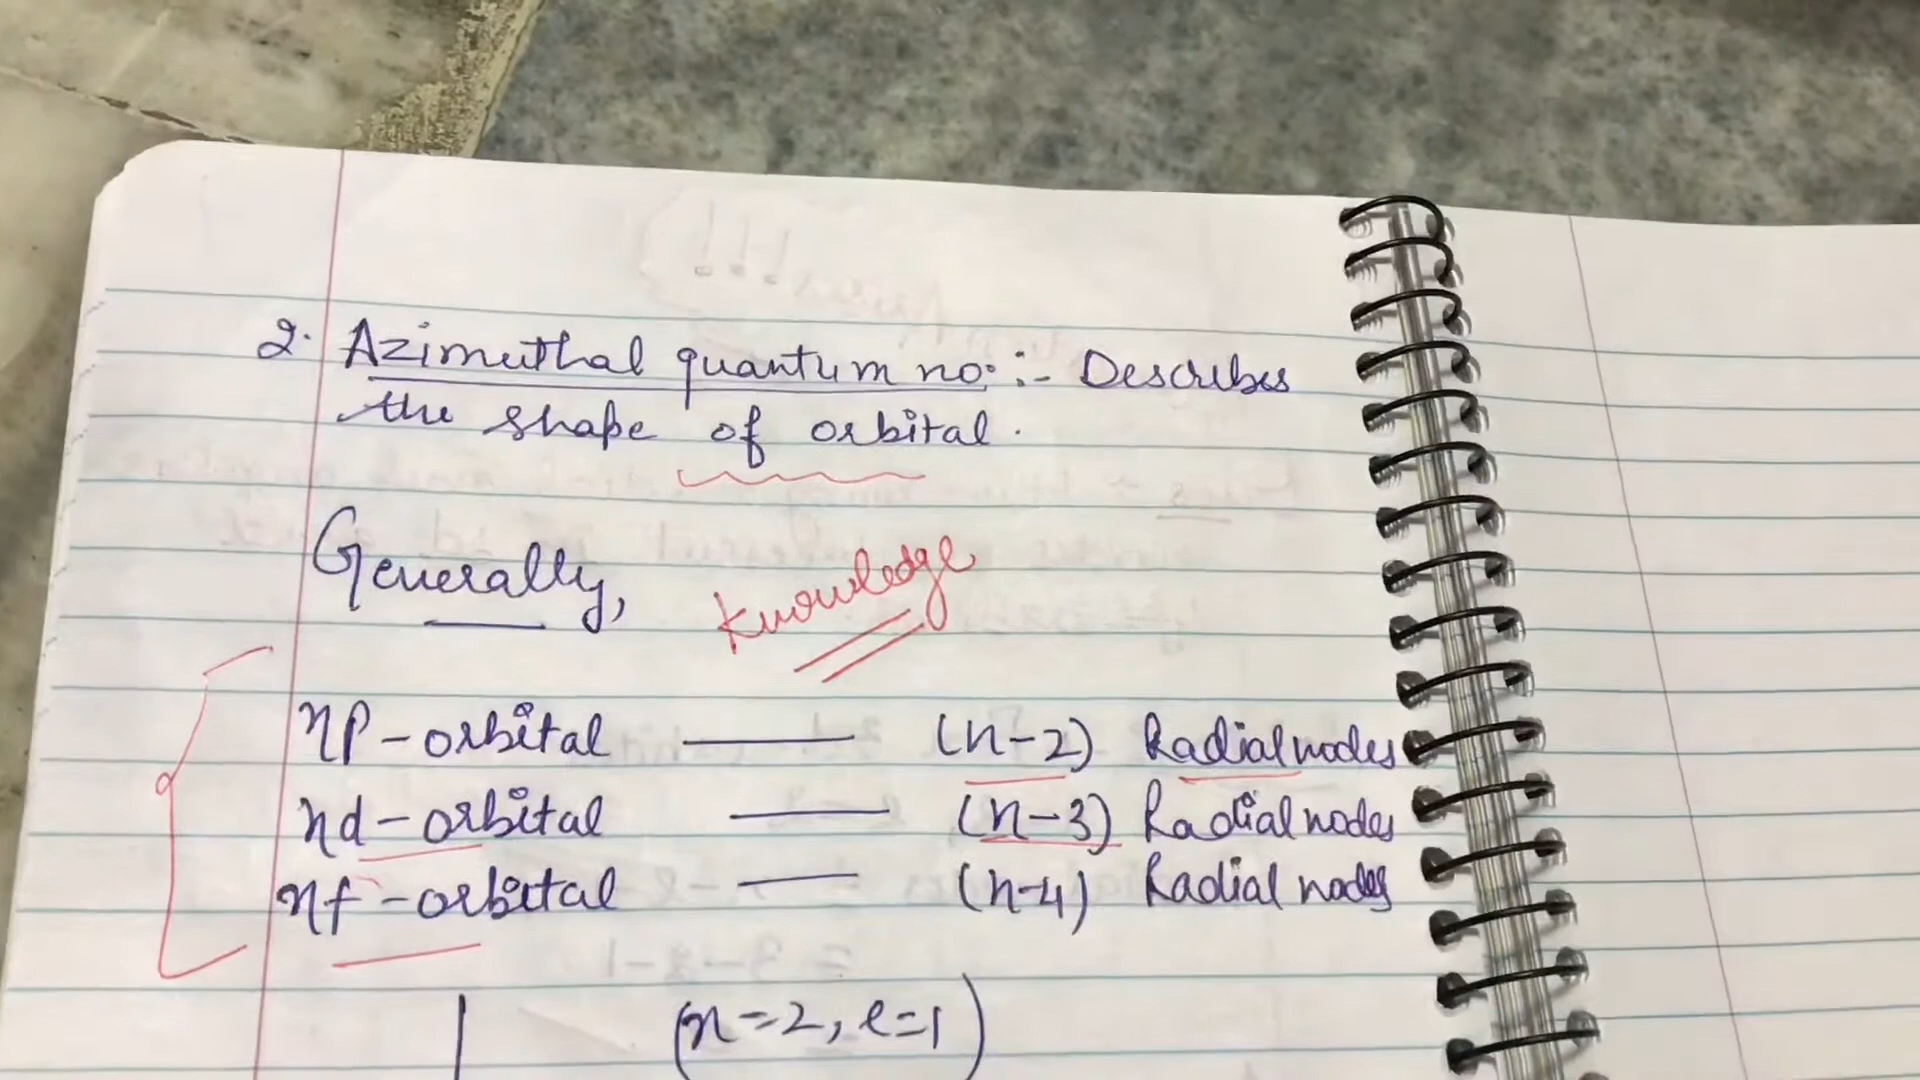 2. Azimuthal quantum no. :- Describes
the shape of orbital.
Generally,
Knowledge
np-orbital — (n-2) Radial nodes
nd-orbital — (n-3) Radial nodes
nf-orbital — (n-4) Radial nodes
(n=2, l=1)